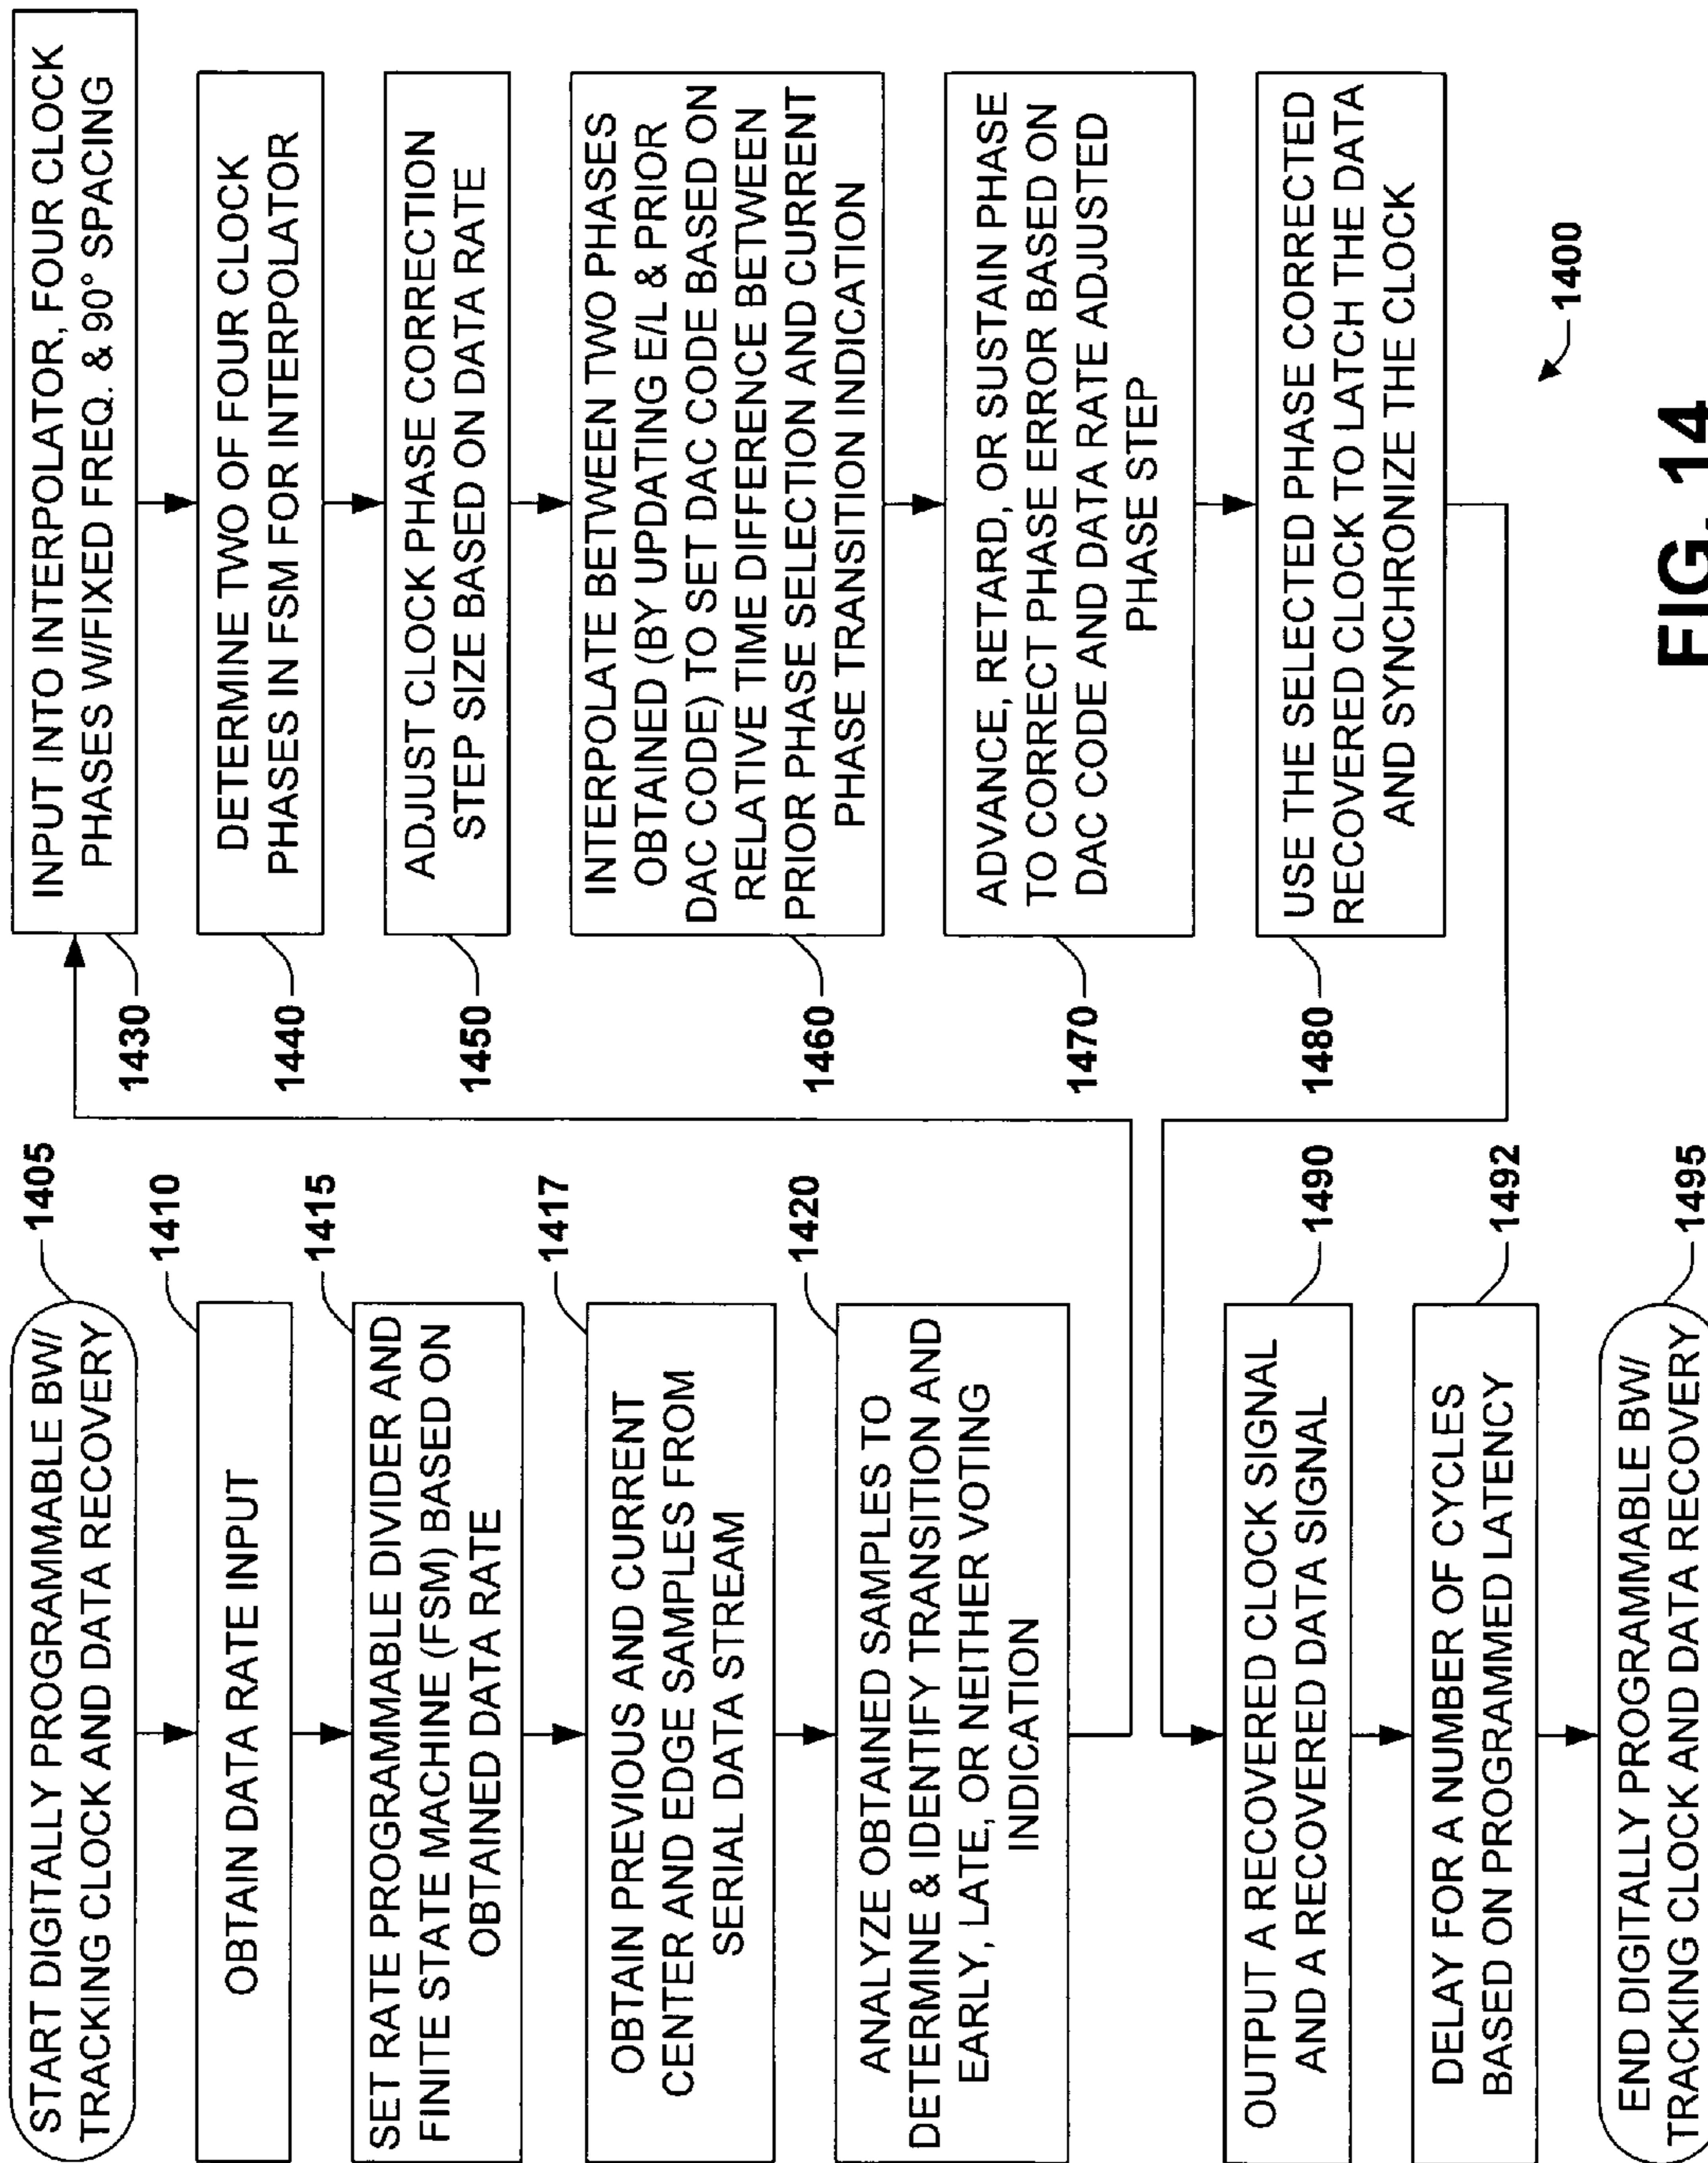 START DIGITALLY PROGRAMMABLE BW/
TRACKING CLOCK AND DATA RECOVERY
1405
OBTAIN DATA RATE INPUT
1410
SET RATE PROGRAMMABLE DIVIDER AND
FINITE STATE MACHINE (FSM) BASED ON
OBTAINED DATA RATE
1415
OBTAIN PREVIOUS AND CURRENT
CENTER AND EDGE SAMPLES FROM
SERIAL DATA STREAM
1417
ANALYZE OBTAINED SAMPLES TO
DETERMINE & IDENTIFY TRANSITION AND
EARLY, LATE, OR NEITHER VOTING
INDICATION
1420
INPUT INTO INTERPOLATOR, FOUR CLOCK
PHASES W/FIXED FREQ. & 90° SPACING
1430
DETERMINE TWO OF FOUR CLOCK
PHASES IN FSM FOR INTERPOLATOR
1440
ADJUST CLOCK PHASE CORRECTION
STEP SIZE BASED ON DATA RATE
1450
INTERPOLATE BETWEEN TWO PHASES
OBTAINED (BY UPDATING E/L & PRIOR
DAC CODE) TO SET DAC CODE BASED ON
RELATIVE TIME DIFFERENCE BETWEEN
PRIOR PHASE SELECTION AND CURRENT
PHASE TRANSITION INDICATION
1460
ADVANCE, RETARD, OR SUSTAIN PHASE
TO CORRECT PHASE ERROR BASED ON
DAC CODE AND DATA RATE ADJUSTED
PHASE STEP
1470
USE THE SELECTED PHASE CORRECTED
RECOVERED CLOCK TO LATCH THE DATA
AND SYNCHRONIZE THE CLOCK
1480
OUTPUT A RECOVERED CLOCK SIGNAL
AND A RECOVERED DATA SIGNAL
1490
DELAY FOR A NUMBER OF CYCLES
BASED ON PROGRAMMED LATENCY
1492
END DIGITALLY PROGRAMMABLE BW/
TRACKING CLOCK AND DATA RECOVERY
1495
1400
FIG. 14